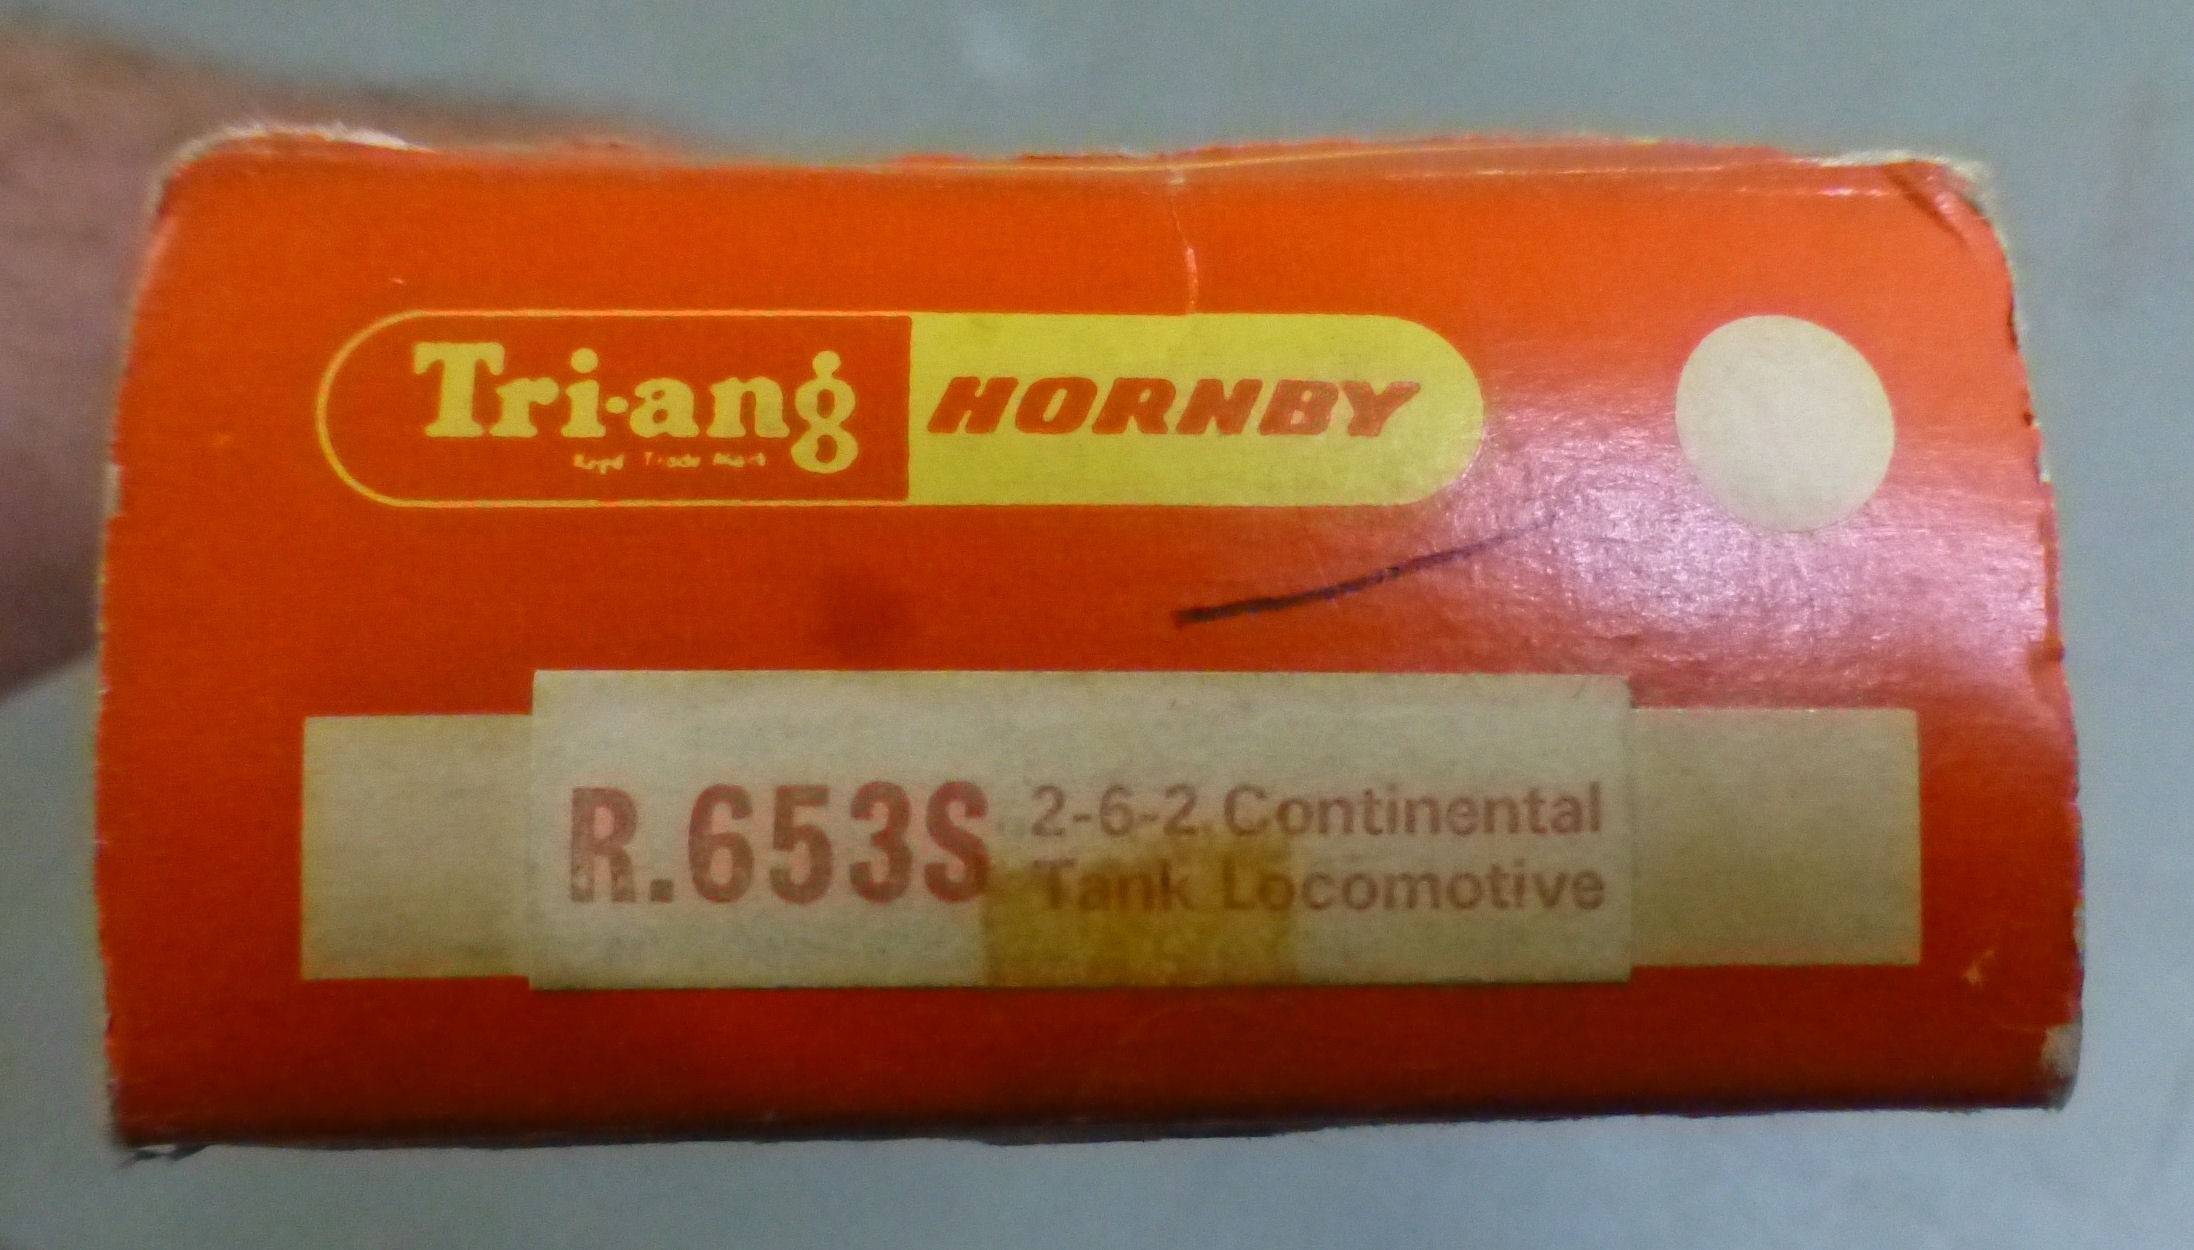 Tri-ang HORNBY
Regd Trade Mark
R.653S 2-6-2 Continental
Tank Locomotive